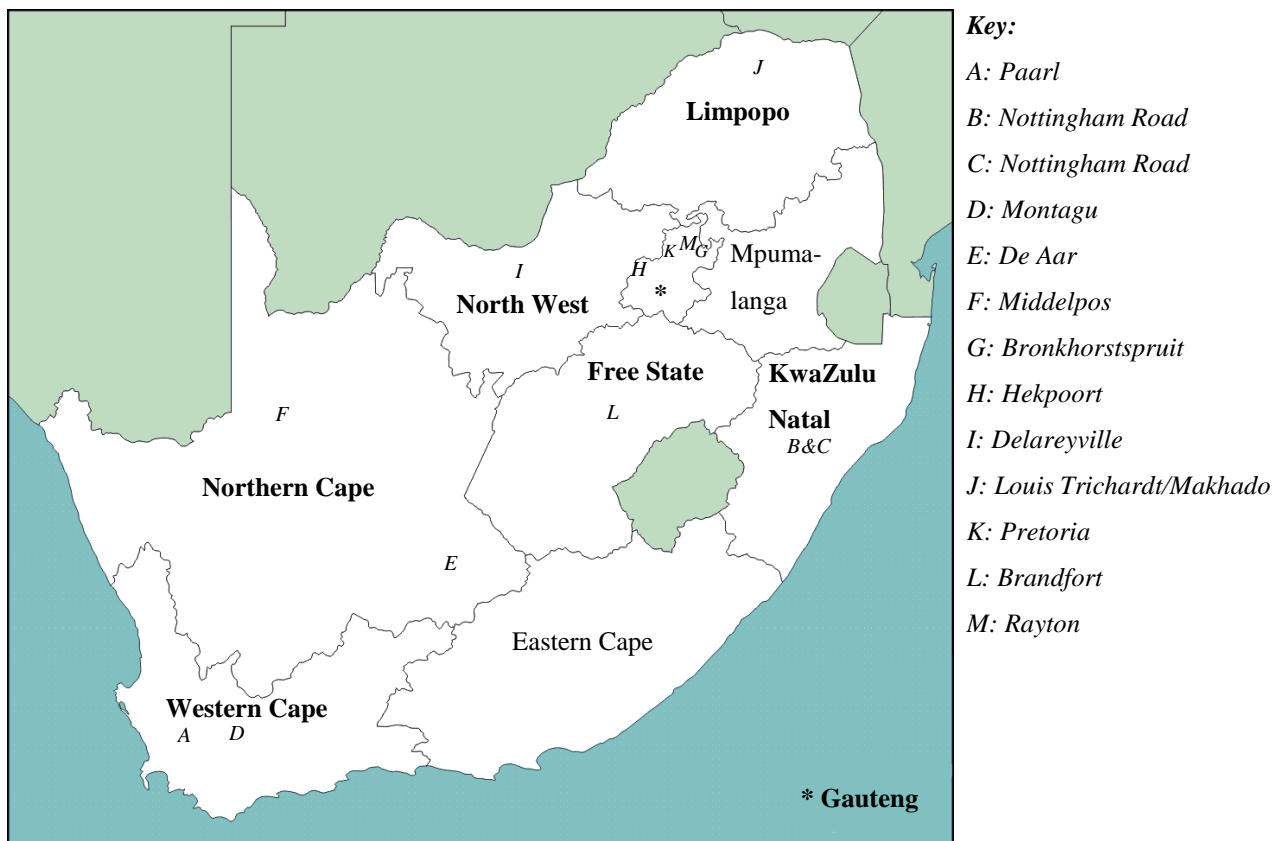 J
Limpopo
M
K
G
Mpuma-
H
I
langa
*
North West
Free State
KwaZulu
L
F
Natal
B&C
Northern Cape
E
Eastern Cape
Western Cape
A
D
* Gauteng
Key:
A: Paarl
B: Nottingham Road
C: Nottingham Road
D: Montagu
E: De Aar
F: Middelpos
G: Bronkhorstspruit
H: Hekpoort
I: Delareyville
J: Louis Trichardt/Makhado
K: Pretoria
L: Brandfort
M: Rayton